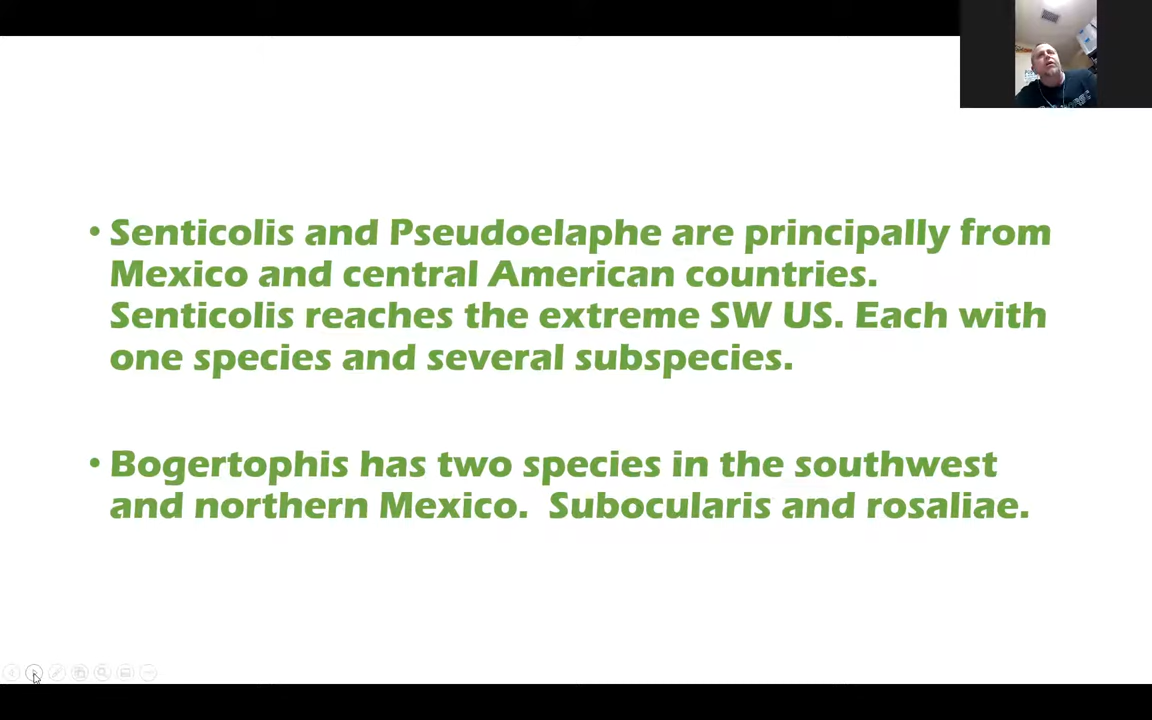 • Senticolis and Pseudoelaphe are principally from
Mexico and central American countries.
Senticolis reaches the extreme SW US. Each with
one species and several subspecies.
• Bogertophis has two species in the southwest
and northern Mexico.  Subocularis and rosaliae.